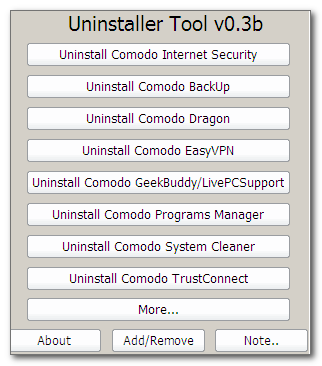 Uninstaller Tool v0.3b
Uninstall Comodo Internet Security
Uninstall Comodo BackUp
Uninstall Comodo Dragon
Uninstall Comodo EasyVPN
Uninstall Comodo GeekBuddy/LivePCSupport
Uninstall Comodo Programs Manager
Uninstall Comodo System Cleaner
Uninstall Comodo TrustConnect
More...
About Add/Remove Note..